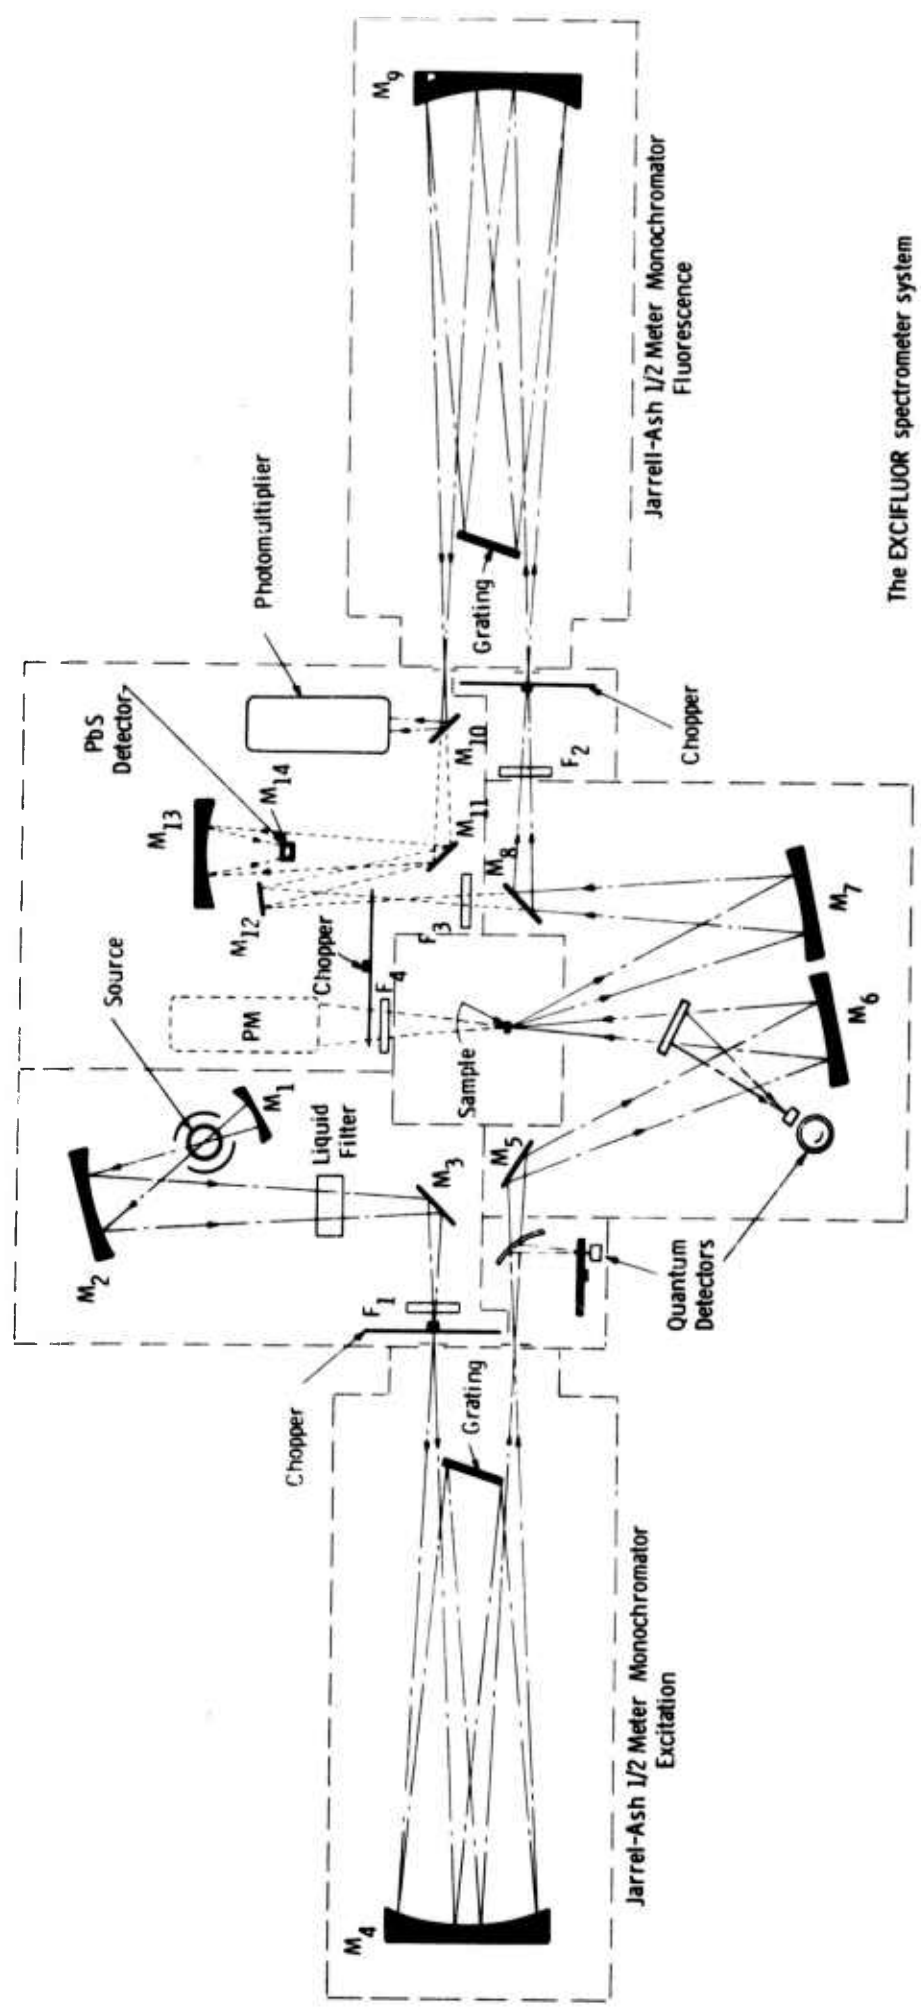 M4
Jarrel-Ash 1/2 Meter Monochromator
Excitation
Chopper
Grating
M2
Source
M1
Liquid
Filter
M3
F1
Quantum
Detectors
M5
M6
PM
Sample
Chopper
F4
F3
M12
M13
M14
PbS
Detector
M11
M10
Photomultiplier
M8
M7
F2
Chopper
Grating
M9
Jarrell-Ash 1/2 Meter Monochromator
Fluorescence
The EXCIFLUOR spectrometer system